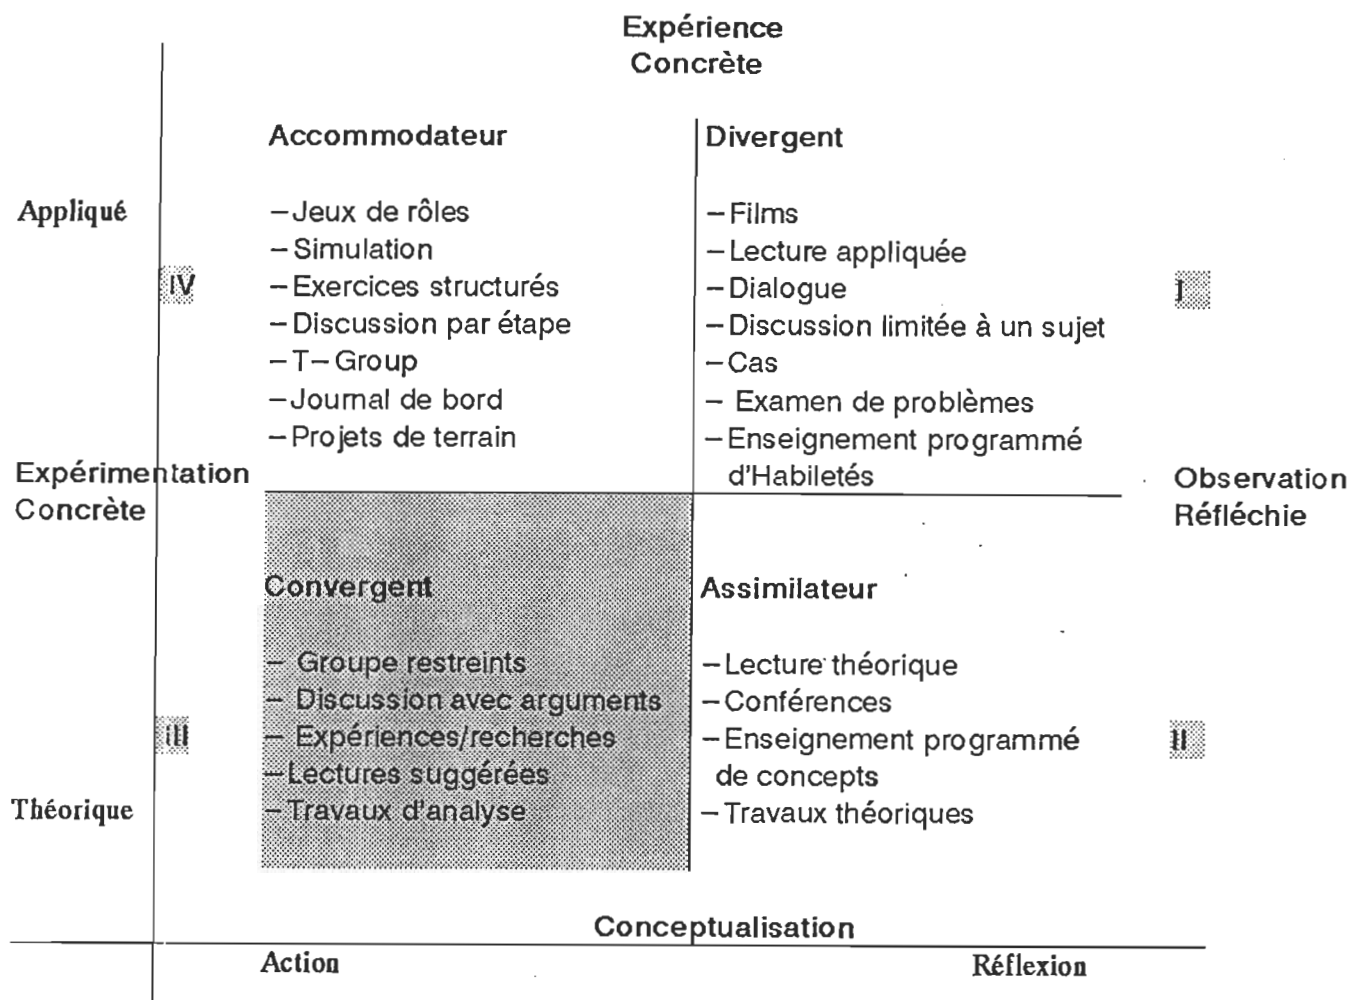 Expérience
Concrète
Accommodateur
Divergent
Appliqué
–Jeux de rôles
–Simulation
–Exercices structurés
–Discussion par étape
–T–Group
–Journal de bord
–Projets de terrain
–Films
–Lecture appliquée
–Dialogue
–Discussion limitée à un sujet
–Cas
– Examen de problèmes
–Enseignement programmé
d'Habiletés
IV
I
Expérimentation
Concrète
Observation
Réfléchie
Convergent
Assimilateur
– Groupe restreints
– Discussion avec arguments
– Expériences/recherches
–Lectures suggérées
–Travaux d'analyse
–Lecture théorique
–Conférences
–Enseignement programmé
de concepts
–Travaux théoriques
III
II
Théorique
Conceptualisation
Action
Réflexion